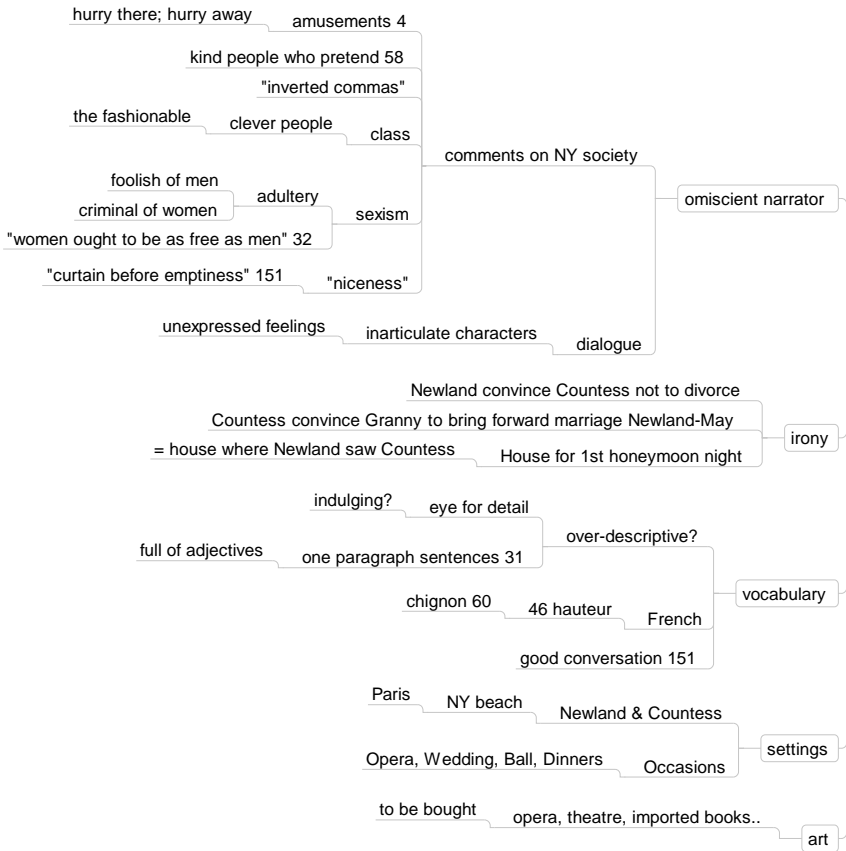 hurry there; hurry away
amusements 4
kind people who pretend 58
"inverted commas"
the fashionable
clever people
class
comments on NY society
foolish of men
criminal of women
adultery
"women ought to be as free as men" 32
sexism
"curtain before emptiness" 151
"niceness"
omiscient narrator
unexpressed feelings
inarticulate characters
dialogue
Newland convince Countess not to divorce
Countess convince Granny to bring forward marriage Newland-May
= house where Newland saw Countess
House for 1st honeymoon night
irony
indulging?
eye for detail
full of adjectives
one paragraph sentences 31
over-descriptive?
chignon 60
46 hauteur
French
good conversation 151
vocabulary
Paris
NY beach
Newland & Countess
Opera, Wedding, Ball, Dinners
Occasions
settings
to be bought
opera, theatre, imported books..
art